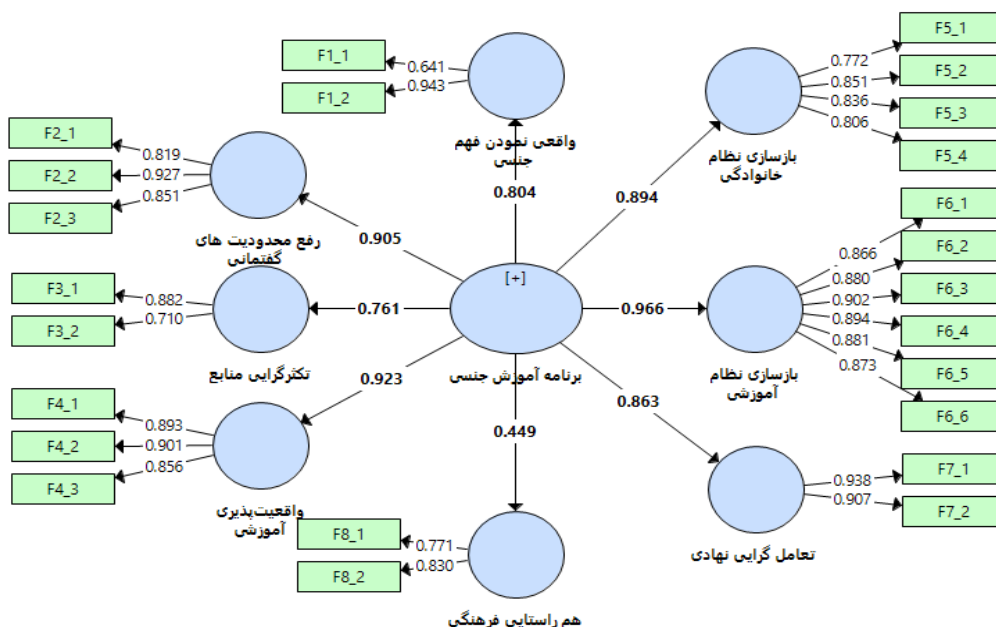 F1_1
F1_2
0.641
0.943
واقعی نمودن فهم
جنسی
0.804
F2_1
F2_2
F2_3
0.819
0.927
0.851
رفع محدودیت های
گفتمانی
0.905
F3_1
F3_2
0.882
0.710
تکثرگرایی منابع
0.761
F4_1
F4_2
F4_3
0.893
0.901
0.856
واقعیت‌پذیری
آموزشی
0.923
[+]
برنامه آموزش جنسی
F5_1
F5_2
F5_3
F5_4
0.772
0.851
0.836
0.806
بازسازی نظام
خانوادگی
0.894
F6_1
F6_2
F6_3
F6_4
F6_5
F6_6
0.866
0.880
0.902
0.894
0.881
0.873
بازسازی نظام
آموزشی
0.966
F7_1
F7_2
0.938
0.907
تعامل گرایی نهادی
0.863
F8_1
F8_2
0.771
0.830
هم راستایی فرهنگی
0.449